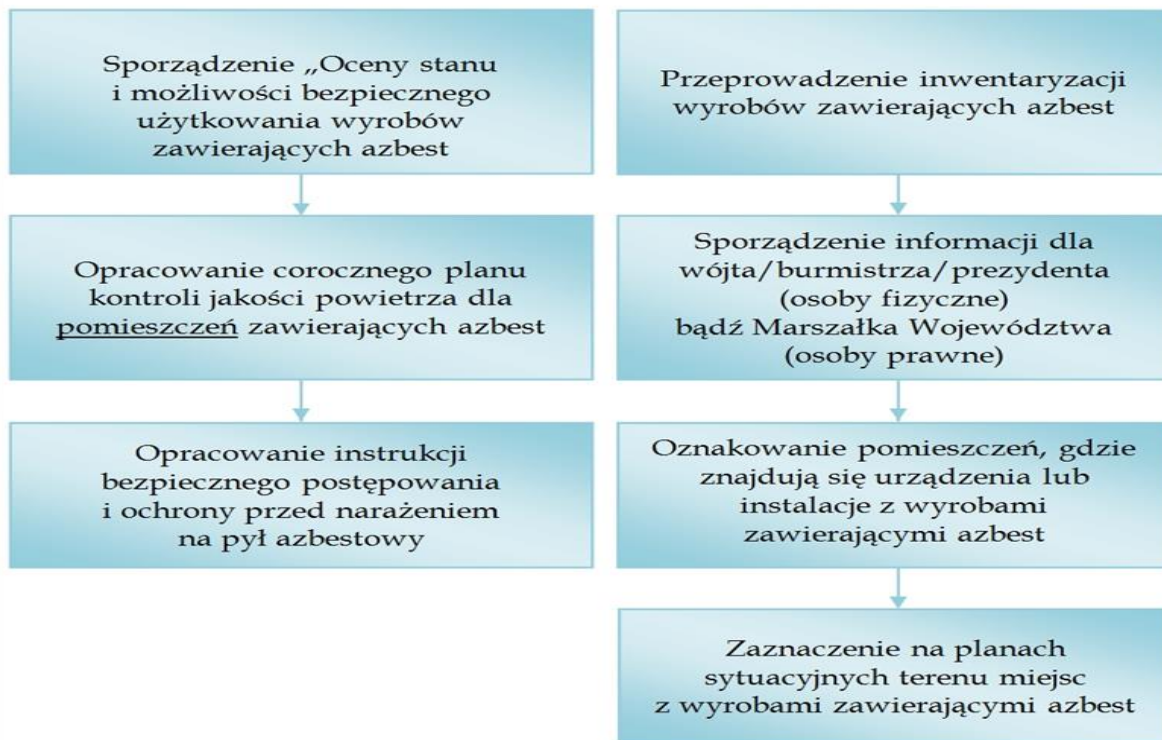 Sporządzenie „Oceny stanu
i możliwości bezpiecznego
użytkowania wyrobów
zawierających azbest
Opracowanie corocznego planu
kontroli jakości powietrza dla
pomieszczeń zawierających azbest
Opracowanie instrukcji
bezpiecznego postępowania
i ochrony przed narażeniem
na pył azbestowy
Przeprowadzenie inwentaryzacji
wyrobów zawierających azbest
Sporządzenie informacji dla
wójta/burmistrza/prezydenta
(osoby fizyczne)
bądź Marszałka Województwa
(osoby prawne)
Oznakowanie pomieszczeń, gdzie
znajdują się urządzenia lub
instalacje z wyrobami
zawierającymi azbest
Zaznaczenie na planach
sytuacyjnych terenu miejsc
z wyrobami zawierającymi azbest